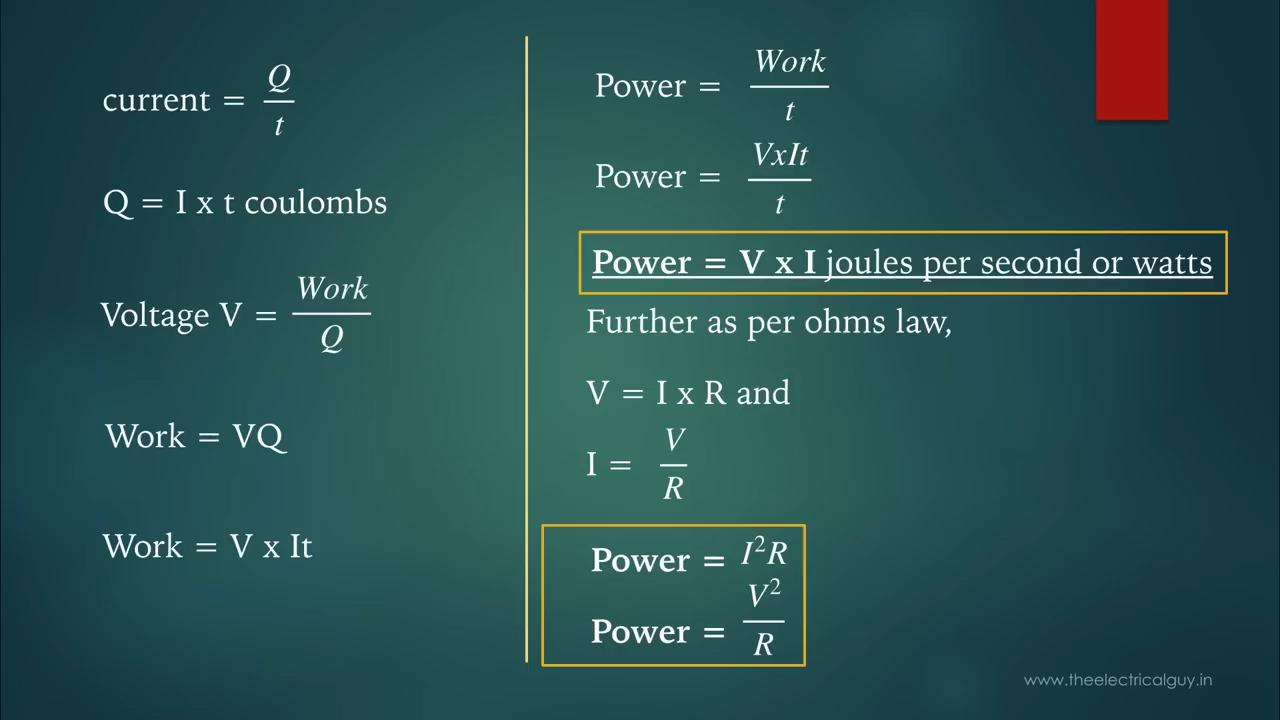 current = Q/t
Q = I x t coulombs
Voltage V = Work/Q
Work = VQ
Work = V x It
Power = Work/t
Power = VxIt/t
Power = V x I joules per second or watts
Further as per ohms law,
V = I x R and
I = V/R
Power = I²R
Power = V²/R
www.theelectricalguy.in